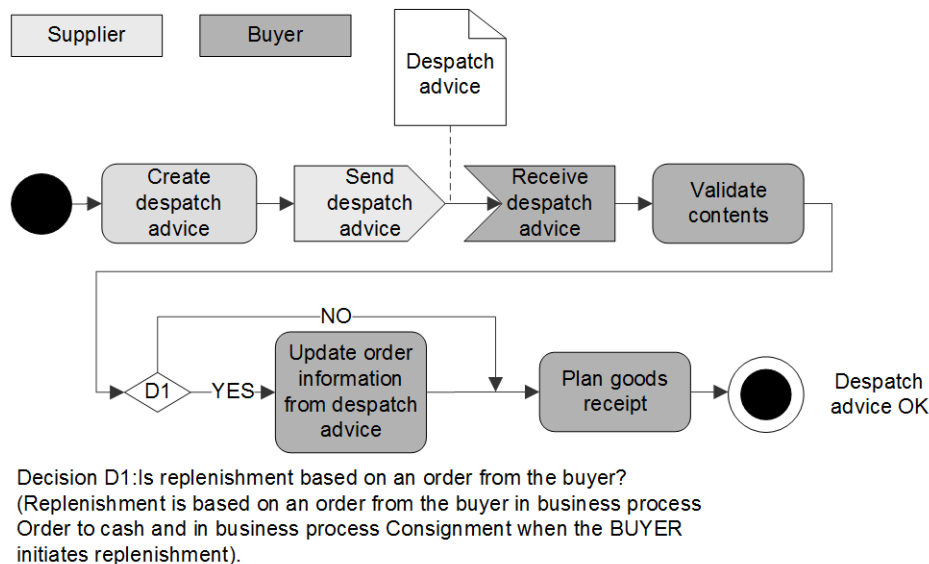 Supplier
Buyer
Despatch
advice
Create
despatch
advice
Send
despatch
advice
Receive
despatch
advice
Validate
contents
NO
D1
YES
Update order
information
from despatch
advice
Plan goods
receipt
Despatch
advice OK
Decision D1:Is replenishment based on an order from the buyer?
(Replenishment is based on an order from the buyer in business process
Order to cash and in business process Consignment when the BUYER
initiates replenishment).